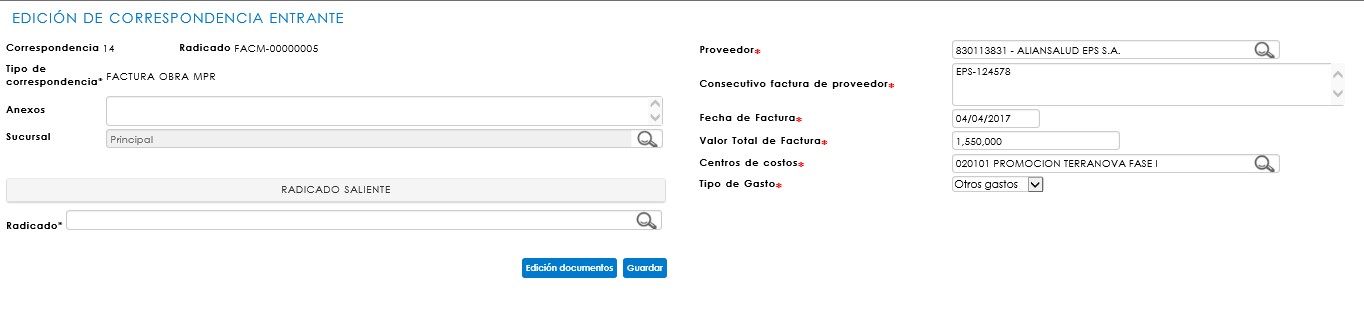 EDICIÓN DE CORRESPONDENCIA ENTRANTE
Correspondencia 14 Radicado FACM-00000005
Tipo de correspondencia* FACTURA OBRA MPR
Anexos
Sucursal Principal
RADICADO SALIENTE
Radicado*
Edición documentos Guardar
Proveedor* 830113831 - ALIANSALUD EPS S.A.
Consecutivo factura de proveedor* EPS-124578
Fecha de Factura* 04/04/2017
Valor Total de Factura* 1,550,000
Centros de costos* 020101 PROMOCION TERRANOVA FASE I
Tipo de Gasto* Otros gastos